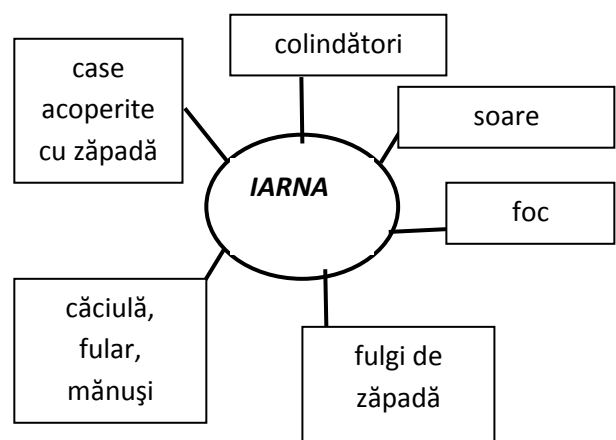 colindători
case
acoperite
cu zăpadă
soare
IARNA
foc
căciulă,
fular,
mănuşi
fulgi de
zăpadă